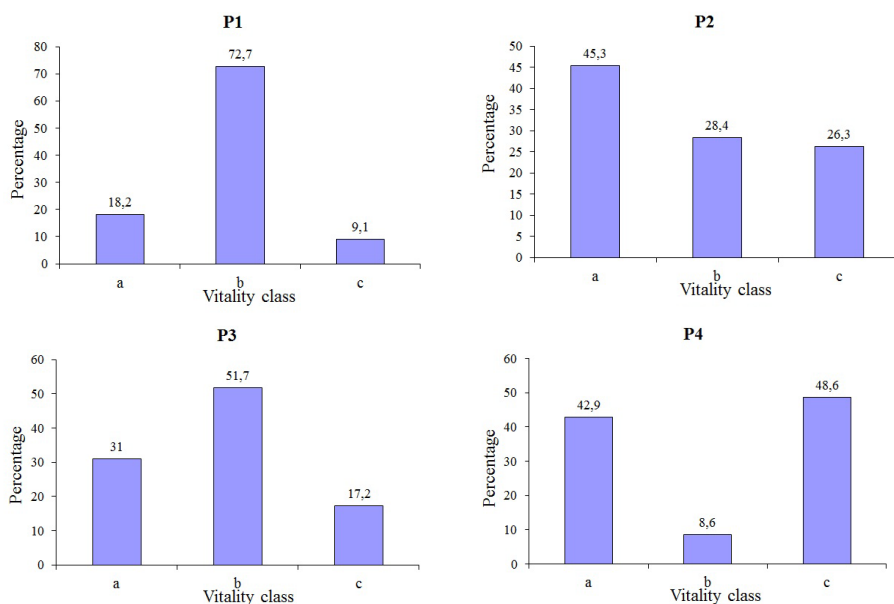 P1
Percentage
80
70
60
50
40
30
20
10
0
18,2
72,7
9,1
a
b
c
Vitality class
P2
Percentage
50
45
40
35
30
25
20
15
10
5
0
45,3
28,4
26,3
a
b
c
Vitality class
P3
Percentage
60
50
40
30
20
10
0
31
51,7
17,2
a
b
c
Vitality class
P4
Percentage
60
50
40
30
20
10
0
42,9
8,6
48,6
a
b
c
Vitality class